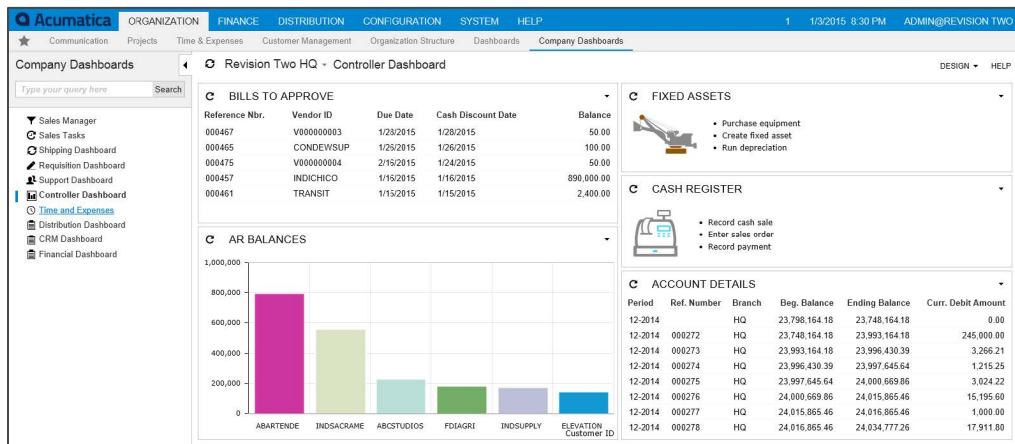 Acumatica ORGANIZATION FINANCE DISTRIBUTION CONFIGURATION SYSTEM HELP 1 1/3/2015 8:30 PM ADMIN@REVISION TWO
Communication Projects Time & Expenses Customer Management Organization Structure Dashboards Company Dashboards
Company Dashboards
Type your query here Search
Sales Manager
Sales Tasks
Shipping Dashboard
Requisition Dashboard
Support Dashboard
Controller Dashboard
Time and Expenses
Distribution Dashboard
CRM Dashboard
Financial Dashboard
Revision Two HQ - Controller Dashboard DESIGN HELP
BILLS TO APPROVE
Reference Nbr. Vendor ID Due Date Cash Discount Date Balance
000467 V000000003 1/23/2015 1/28/2015 50.00
000465 CONDEWSUP 1/26/2015 1/26/2015 100.00
000475 V000000004 2/16/2015 1/24/2015 50.00
000457 INDICHICO 1/16/2015 1/16/2015 890,000.00
000461 TRANSIT 1/15/2015 1/15/2015 2,400.00
AR BALANCES
1,000,000
800,000
600,000
400,000
200,000
0
ABARTENDE INDSACRAME ABCSTUDIOS FDIAGRI INDSUPPLY ELEVATION
Customer ID
FIXED ASSETS
• Purchase equipment
• Create fixed asset
• Run depreciation
CASH REGISTER
• Record cash sale
• Enter sales order
• Record payment
ACCOUNT DETAILS
Period Ref. Number Branch Beg. Balance Ending Balance Curr. Debit Amount
12-2014 HQ 23,798,164.18 23,748,164.18 0.00
12-2014 000272 HQ 23,748,164.18 23,993,164.18 245,000.00
12-2014 000273 HQ 23,993,164.18 23,996,430.39 3,266.21
12-2014 000274 HQ 23,996,430.39 23,997,645.64 1,215.25
12-2014 000275 HQ 23,997,645.64 24,000,669.86 3,024.22
12-2014 000276 HQ 24,000,669.86 24,015,865.46 15,195.60
12-2014 000277 HQ 24,015,865.46 24,016,865.46 1,000.00
12-2014 000278 HQ 24,016,865.46 24,034,777.26 17,911.80